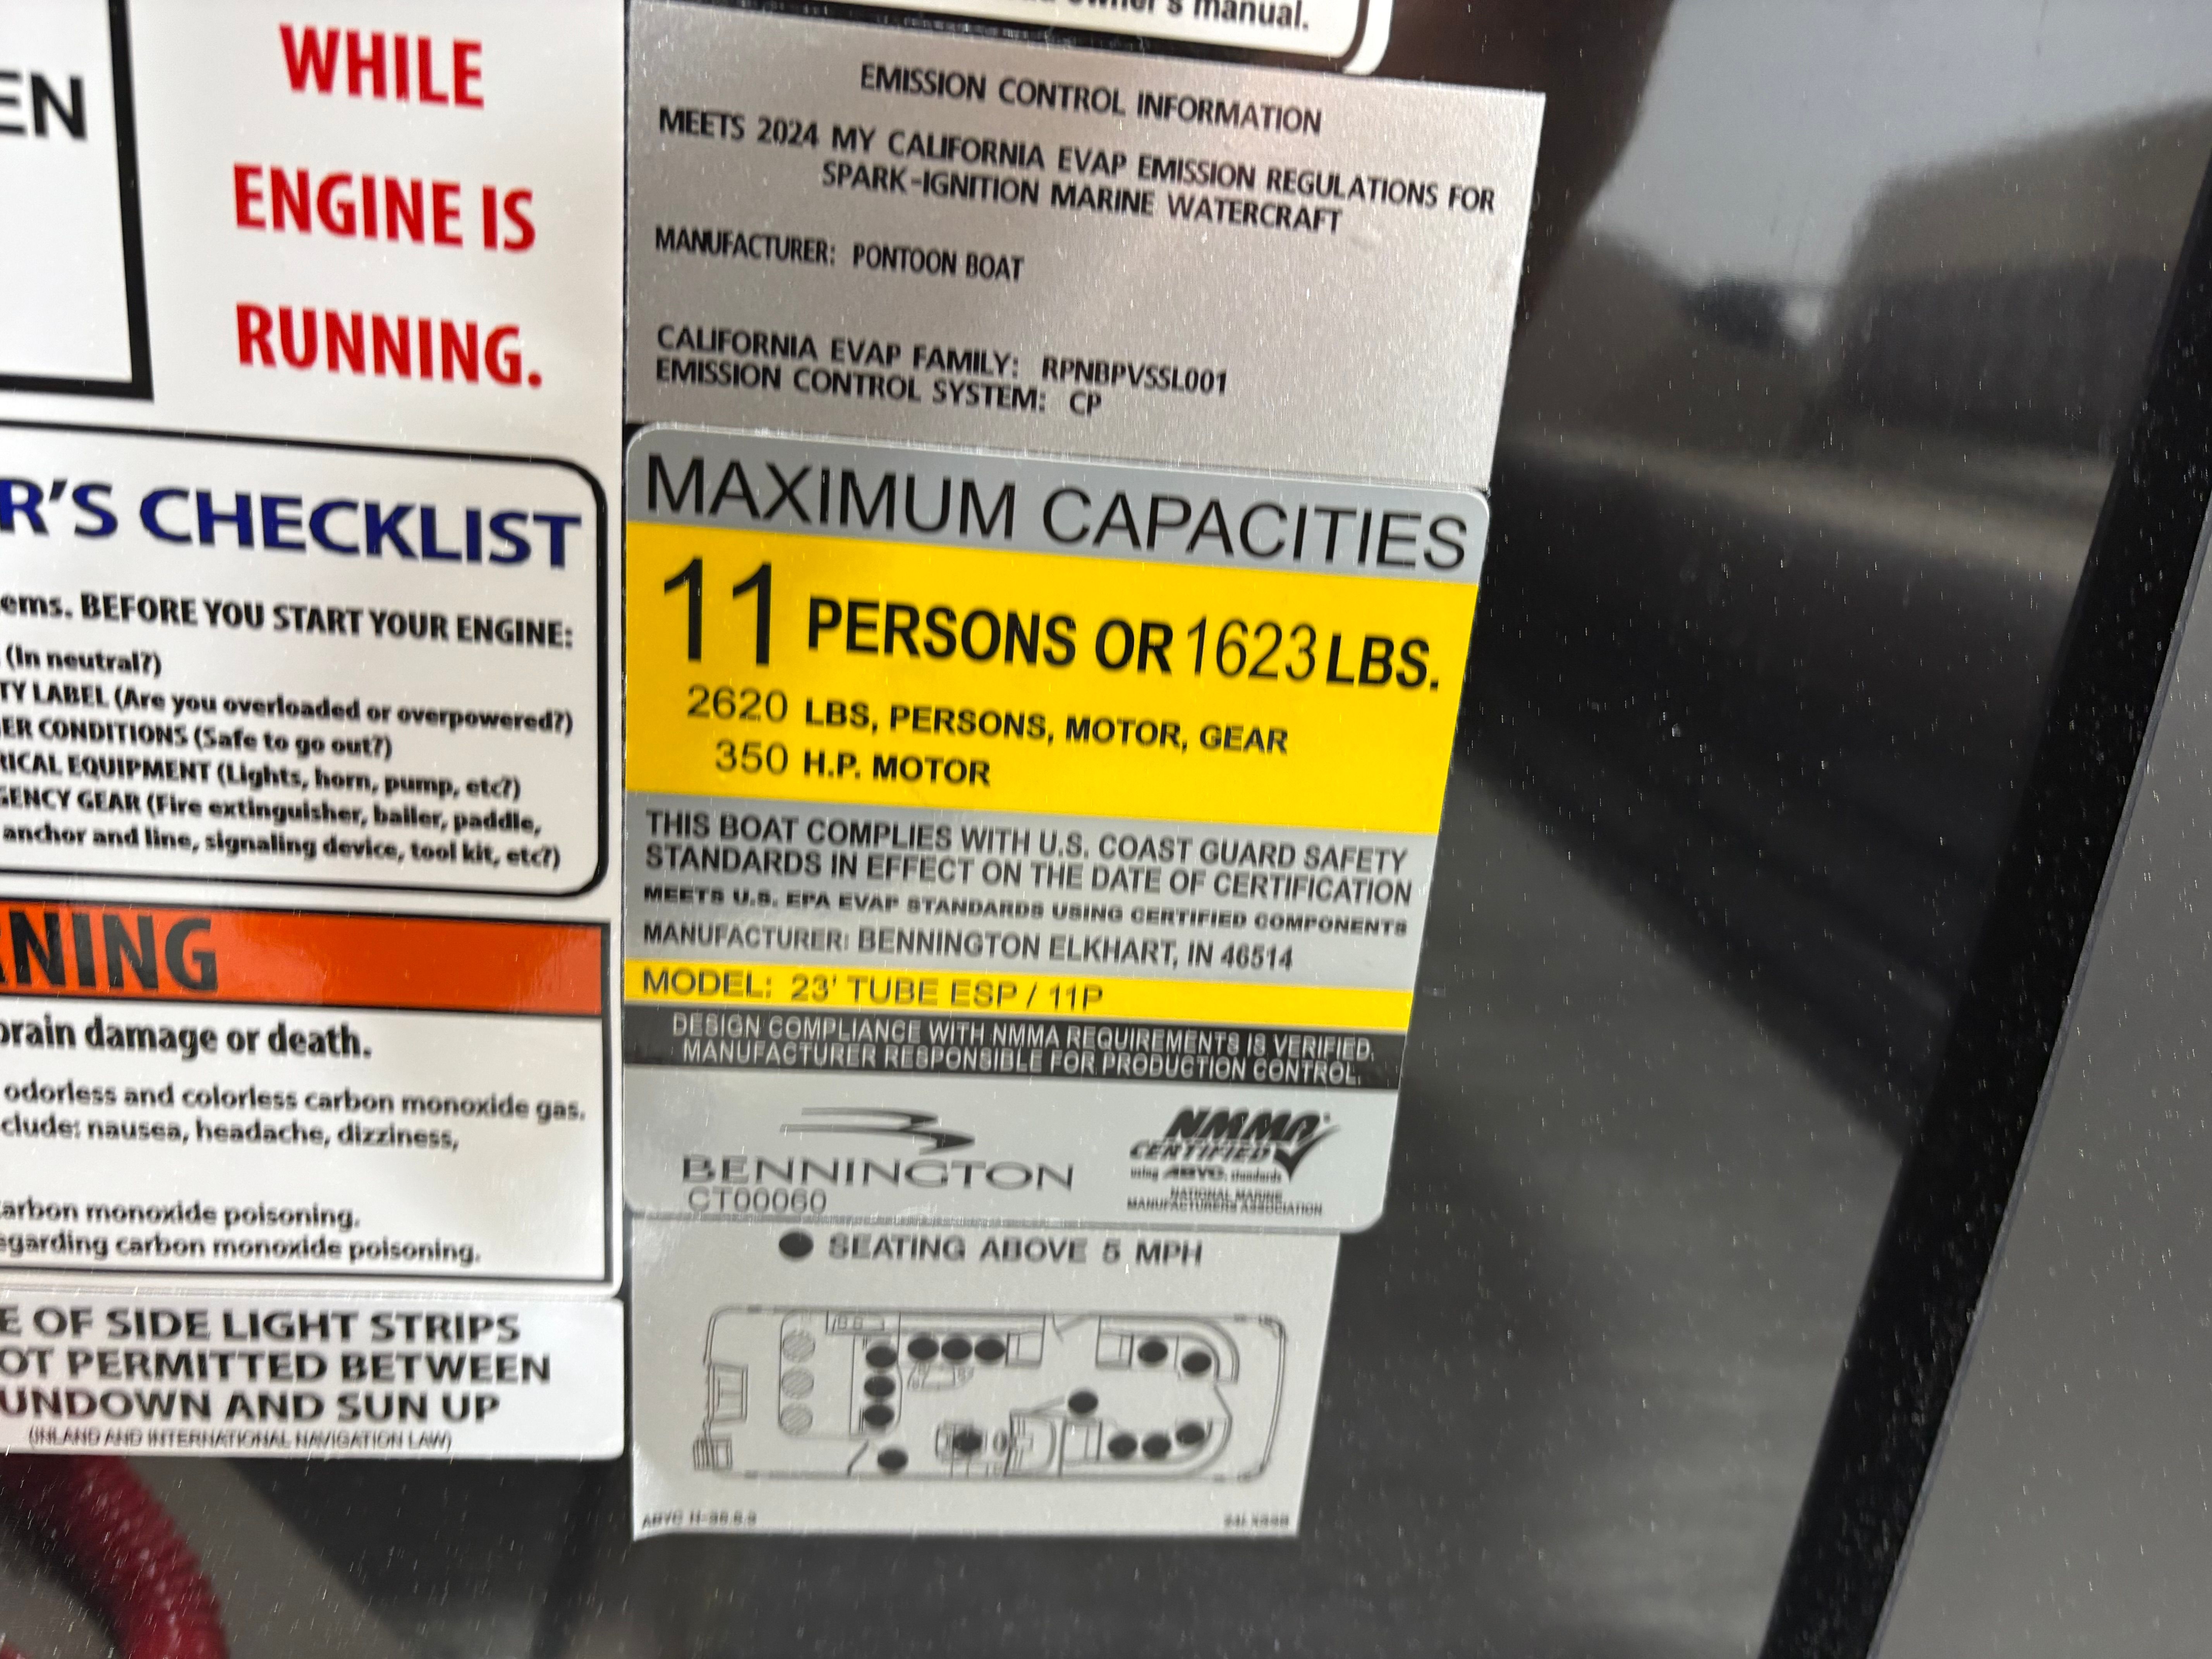 EN
WHILE
ENGINE IS
RUNNING.
R'S CHECKLIST
ems. BEFORE YOU START YOUR ENGINE:
(In neutral?)
TY LABEL (Are you overloaded or overpowered?)
ER CONDITIONS (Safe to go out?)
RICAL EQUIPMENT (Lights, horn, pump, etc?)
GENCY GEAR (Fire extinguisher, bailer, paddle,
anchor and line, signaling device, tool kit, etc?)
NING
brain damage or death.
odorless and colorless carbon monoxide gas.
clude: nausea, headache, dizziness,
carbon monoxide poisoning.
egarding carbon monoxide poisoning.
E OF SIDE LIGHT STRIPS
OT PERMITTED BETWEEN
UNDOWN AND SUN UP
(INLAND AND INTERNATIONAL NAVIGATION LAW)
owner's manual.
EMISSION CONTROL INFORMATION
MEETS 2024 MY CALIFORNIA EVAP EMISSION REGULATIONS FOR
SPARK-IGNITION MARINE WATERCRAFT
MANUFACTURER: PONTOON BOAT
CALIFORNIA EVAP FAMILY: RPNBPVSSL001
EMISSION CONTROL SYSTEM: CP
MAXIMUM CAPACITIES
11 PERSONS OR 1623 LBS.
2620 LBS, PERSONS, MOTOR, GEAR
350 H.P. MOTOR
THIS BOAT COMPLIES WITH U.S. COAST GUARD SAFETY
STANDARDS IN EFFECT ON THE DATE OF CERTIFICATION
MEETS U.S. EPA EVAP STANDARDS USING CERTIFIED COMPONENTS
MANUFACTURER: BENNINGTON ELKHART, IN 46514
MODEL: 23' TUBE ESP / 11P
DESIGN COMPLIANCE WITH NMMA REQUIREMENTS IS VERIFIED.
MANUFACTURER RESPONSIBLE FOR PRODUCTION CONTROL.
BENNINGTON
CT00060
NMMA®
CERTIFIED
using ABYC standards
NATIONAL MARINE
MANUFACTURERS ASSOCIATION
SEATING ABOVE 5 MPH